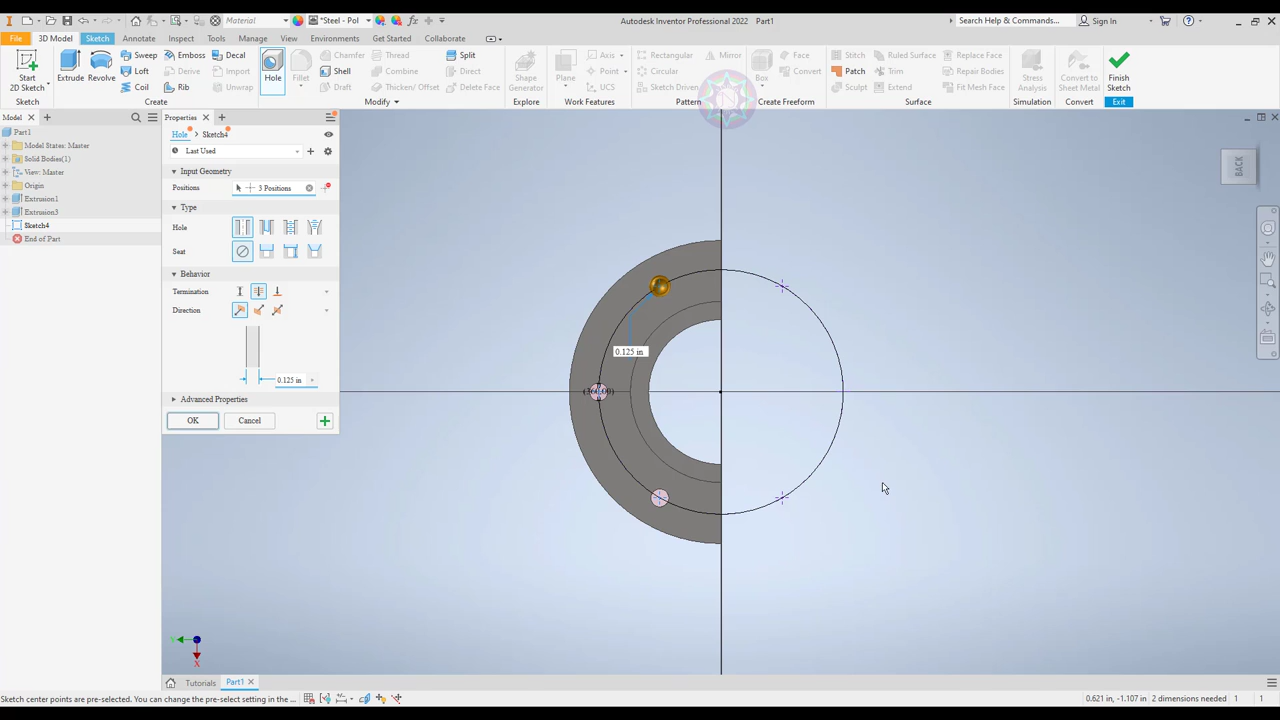 Material
*Steel - Pol
Autodesk Inventor Professional 2022 Part1
Search Help & Commands...
Sign In
File
3D Model
Sketch
Annotate
Inspect
Tools
Manage
View
Environments
Get Started
Collaborate
Start
2D Sketch
Sketch
Extrude
Revolve
Sweep
Loft
Coil
Emboss
Derive
Rib
Decal
Import
Unwrap
Create
Hole
Fillet
Chamfer
Shell
Draft
Thread
Combine
Thicken/ Offset
Split
Direct
Delete Face
Modify
Shape
Generator
Explore
Plane
Axis
Point
UCS
Work Features
Rectangular
Circular
Sketch Driven
Mirror
Pattern
Box
Face
Convert
Create Freeform
Stitch
Patch
Sculpt
Ruled Surface
Trim
Extend
Replace Face
Repair Bodies
Fit Mesh Face
Surface
Stress
Analysis
Simulation
Convert to
Sheet Metal
Convert
Finish
Sketch
Exit
Model
Part1
Model States: Master
Solid Bodies(1)
View: Master
Origin
Extrusion1
Extrusion3
Sketch4
End of Part
Properties
Hole
Sketch4
Last Used
Input Geometry
Positions
3 Positions
Type
Hole
Seat
Behavior
Termination
Direction
0.125 in
Advanced Properties
OK
Cancel
BACK
0.125 in
(360.00)
X
Tutorials
Part1
Sketch center points are pre-selected. You can change the pre-select setting in the ...
0.621 in, -1.107 in
2 dimensions needed
1
1